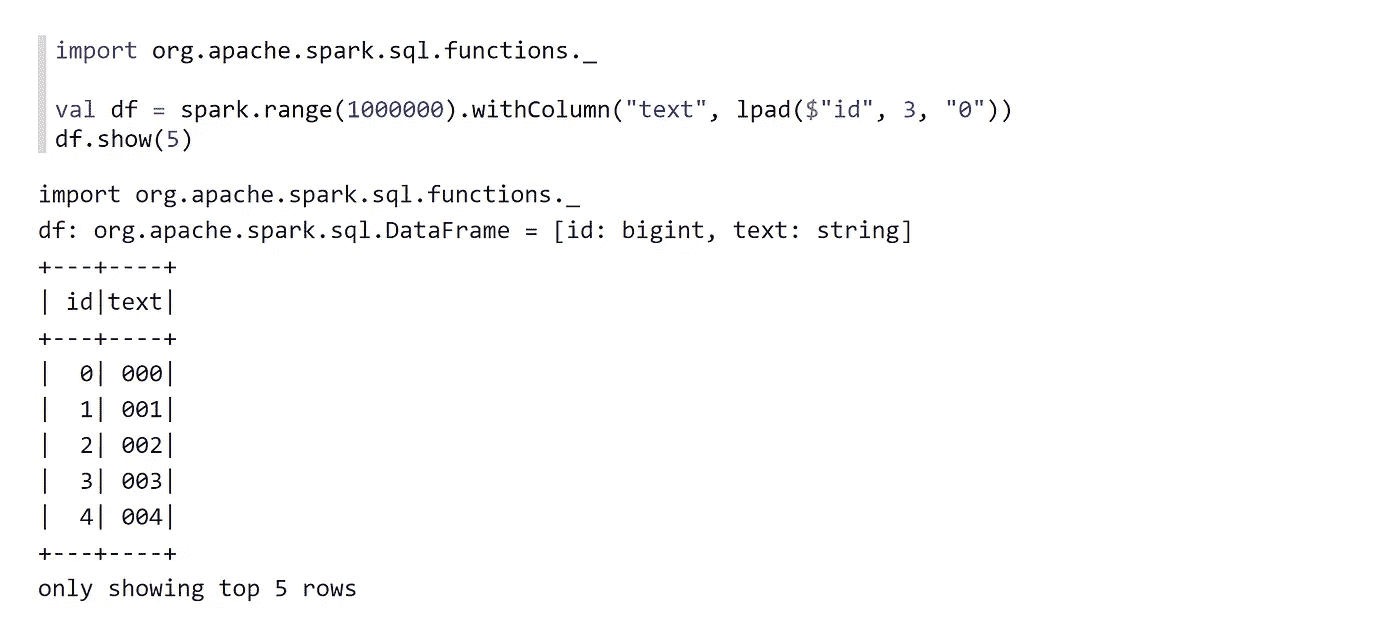 import org.apache.spark.sql.functions._
val df = spark.range(1000000).withColumn("text", lpad($"id", 3, "0"))
df.show(5)
import org.apache.spark.sql.functions._
df: org.apache.spark.sql.DataFrame = [id: bigint, text: string]
+---+----+
| id|text|
+---+----+
|  0| 000|
|  1| 001|
|  2| 002|
|  3| 003|
|  4| 004|
+---+----+
only showing top 5 rows